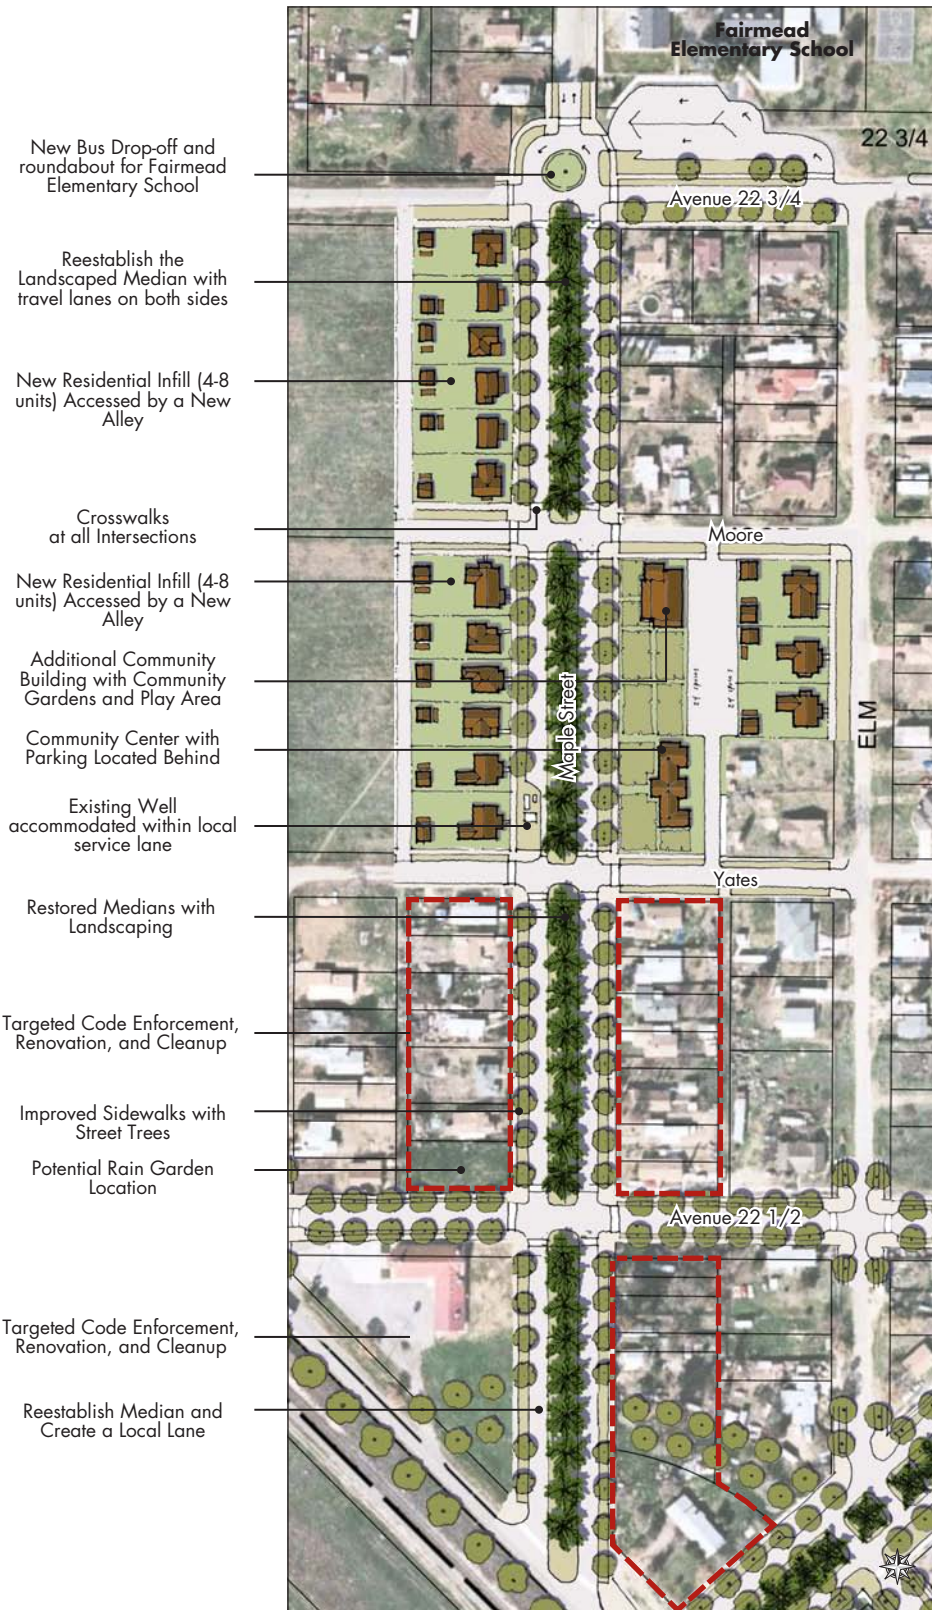 Fairmead
Elementary School
22 3/4
New Bus Drop-off and
roundabout for Fairmead
Elementary School
Avenue 22 3/4
Reestablish the
Landscaped Median with
travel lanes on both sides
New Residential Infill (4-8
units) Accessed by a New
Alley
Crosswalks
at all Intersections
Moore
New Residential Infill (4-8
units) Accessed by a New
Alley
Additional Community
Building with Community
Gardens and Play Area
Maple Street
ELM
Community Center with
Parking Located Behind
Existing Well
accommodated within local
service lane
Yates
Restored Medians with
Landscaping
Targeted Code Enforcement,
Renovation, and Cleanup
Improved Sidewalks with
Street Trees
Potential Rain Garden
Location
Avenue 22 1/2
Targeted Code Enforcement,
Renovation, and Cleanup
Reestablish Median and
Create a Local Lane